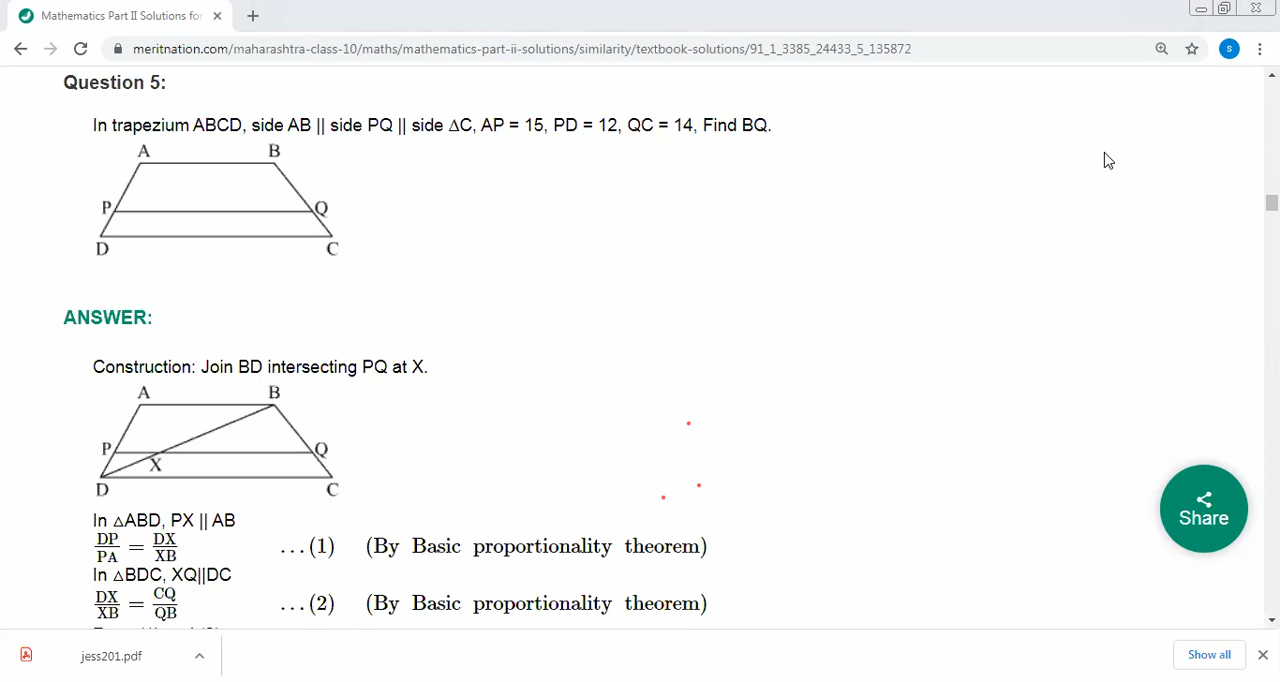 Mathematics Part II Solutions for
meritnation.com/maharashtra-class-10/maths/mathematics-part-ii-solutions/similarity/textbook-solutions/91_1_3385_24433_5_135872
S
Question 5:
In trapezium ABCD, side AB || side PQ || side ΔC, AP = 15, PD = 12, QC = 14, Find BQ.
A B
P Q
D C
ANSWER:
Construction: Join BD intersecting PQ at X.
A B
P Q
X
D C
Share
In △ABD, PX || AB
DP/PA = DX/XB ...(1) (By Basic proportionality theorem)
In △BDC, XQ||DC
DX/XB = CQ/QB ...(2) (By Basic proportionality theorem)
jess201.pdf
Show all